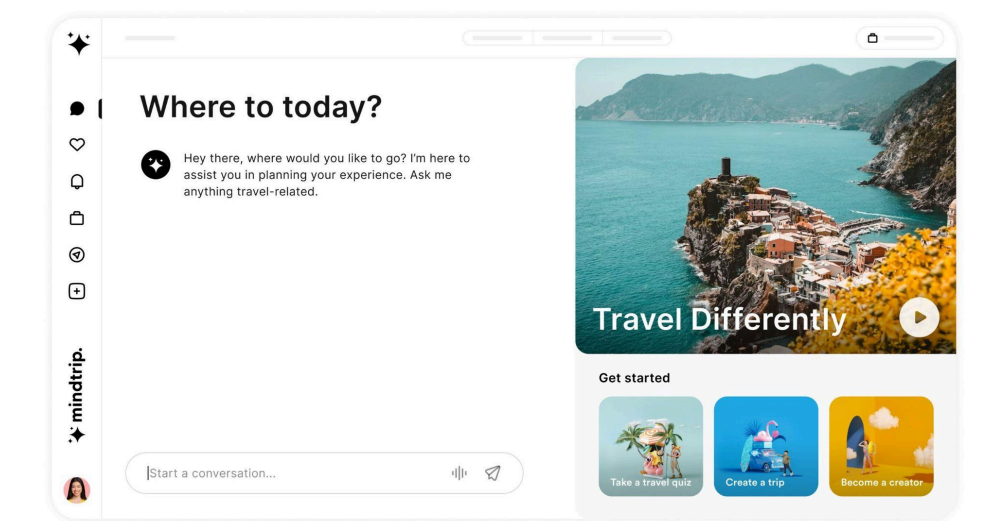 Where to today?
Hey there, where would you like to go? I'm here to
assist you in planning your experience. Ask me
anything travel-related.
Start a conversation...
mindtrip.
Travel Differently
Get started
Take a travel quiz
Create a trip
Become a creator